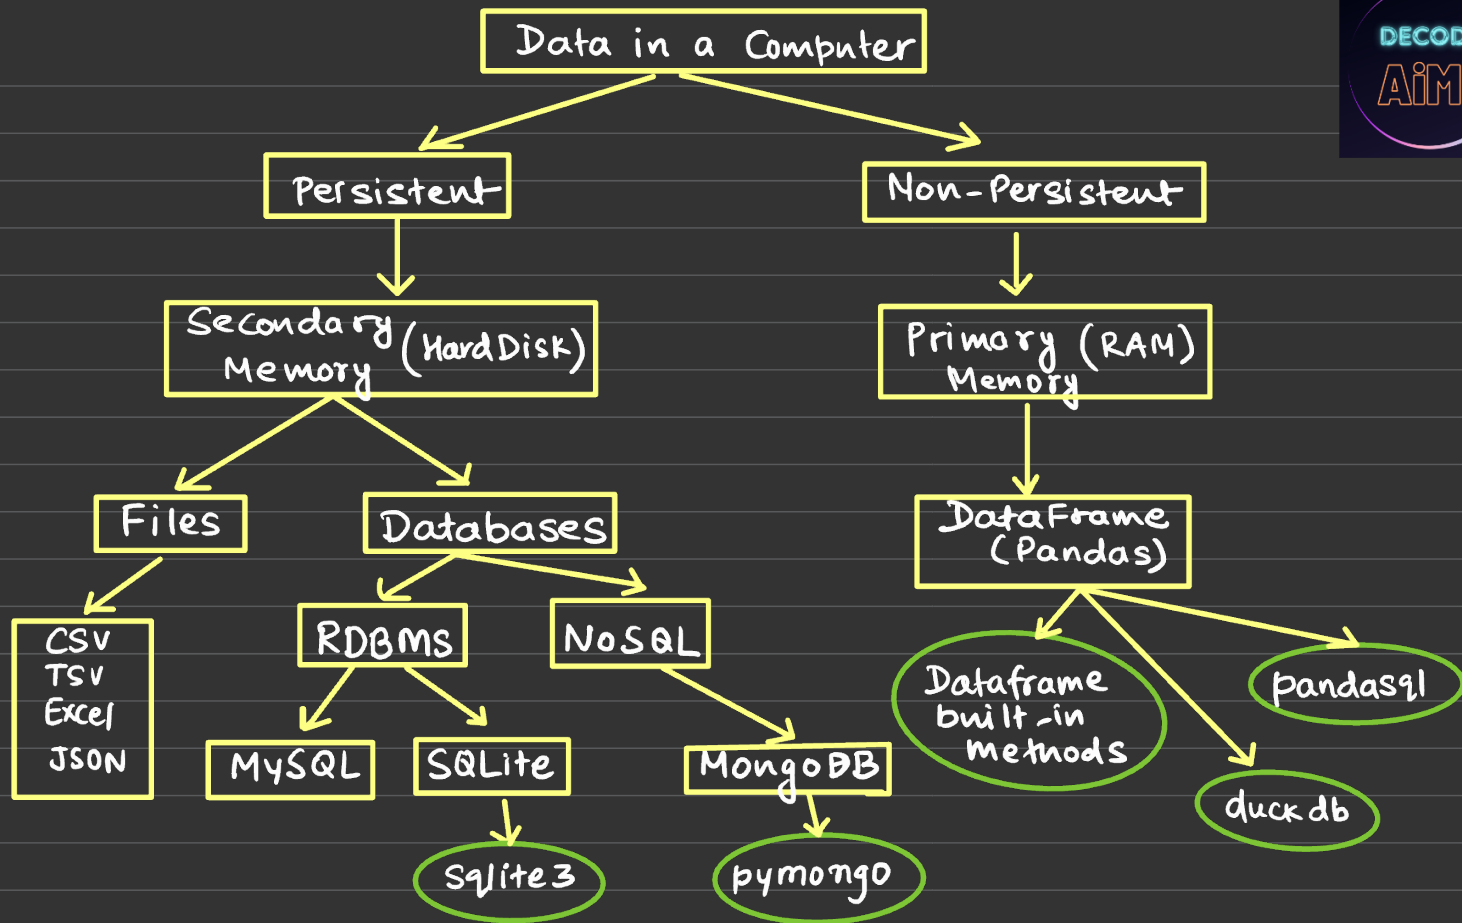 Data in a Computer
DECOD
AiM
Persistent
Non-Persistent
Secondary
Memory
(HardDisk)
Primary (RAM)
Memory
Files
Databases
DataFrame
(Pandas)
CSV
TSV
Excel
JSON
RDBMS
NoSQL
Dataframe
built-in
methods
pandasql
MySQL
SQLite
MongoDB
duckdb
sqlite3
pymongo